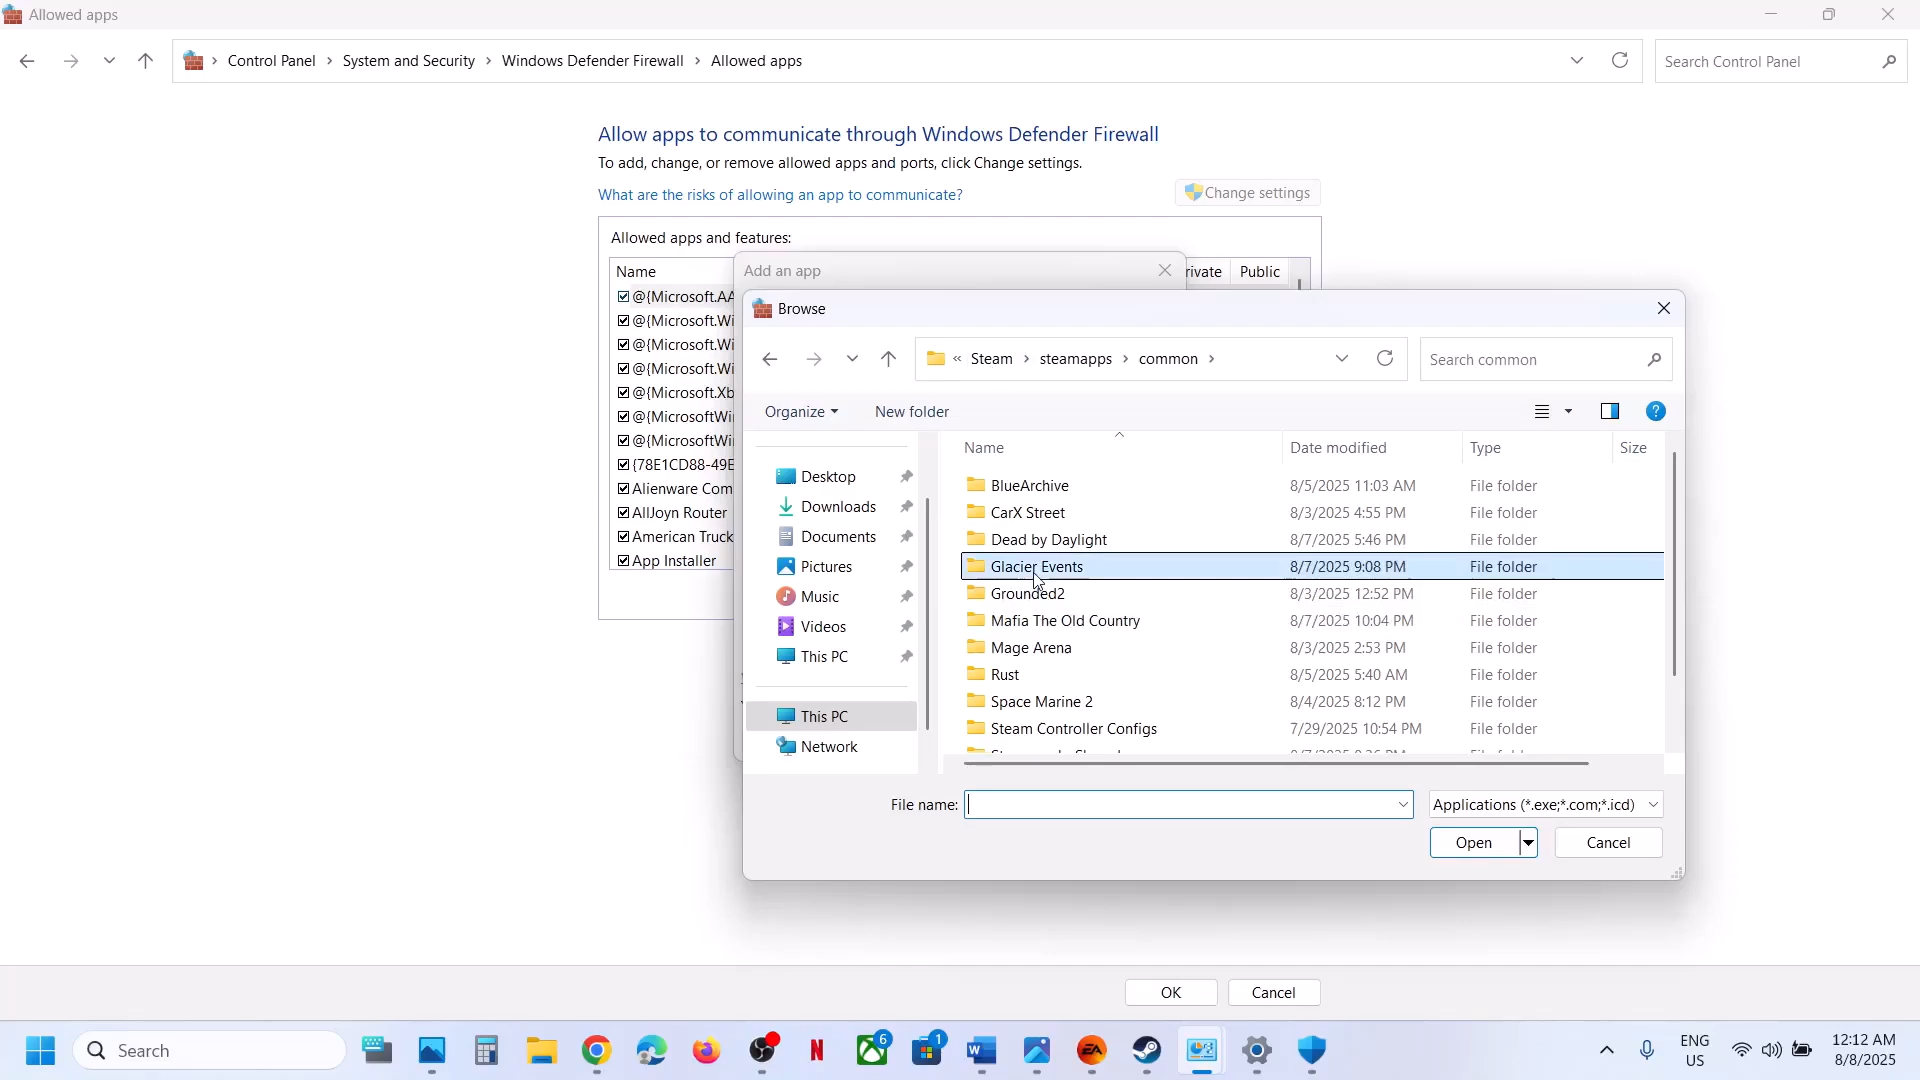 Allowed apps
Control Panel › System and Security › Windows Defender Firewall › Allowed apps
Search Control Panel
Allow apps to communicate through Windows Defender Firewall
To add, change, or remove allowed apps and ports, click Change settings.
What are the risks of allowing an app to communicate?
Change settings
Allowed apps and features:
Name
Public
@{Microsoft.AA
@{Microsoft.Wi
@{Microsoft.Wi
@{Microsoft.Wi
@{Microsoft.Xb
@{MicrosoftWi
@{MicrosoftWi
{78E1CD88-49E
Alienware Com
AllJoyn Router
American Truck
App Installer
Add an app
Browse
« Steam › steamapps › common ›
Search common
Organize
New folder
Desktop
Downloads
Documents
Pictures
Music
Videos
This PC
This PC
Network
Name Date modified Type Size
BlueArchive 8/5/2025 11:03 AM File folder
CarX Street 8/3/2025 4:55 PM File folder
Dead by Daylight 8/7/2025 5:46 PM File folder
Glacier Events 8/7/2025 9:08 PM File folder
Grounded2 8/3/2025 12:52 PM File folder
Mafia The Old Country 8/7/2025 10:04 PM File folder
Mage Arena 8/3/2025 2:53 PM File folder
Rust 8/5/2025 5:40 AM File folder
Space Marine 2 8/4/2025 8:12 PM File folder
Steam Controller Configs 7/29/2025 10:54 PM File folder
File name:
Applications (*.exe;*.com;*.icd)
Open
Cancel
OK
Cancel
Search
6
1
ENG
US
12:12 AM
8/8/2025